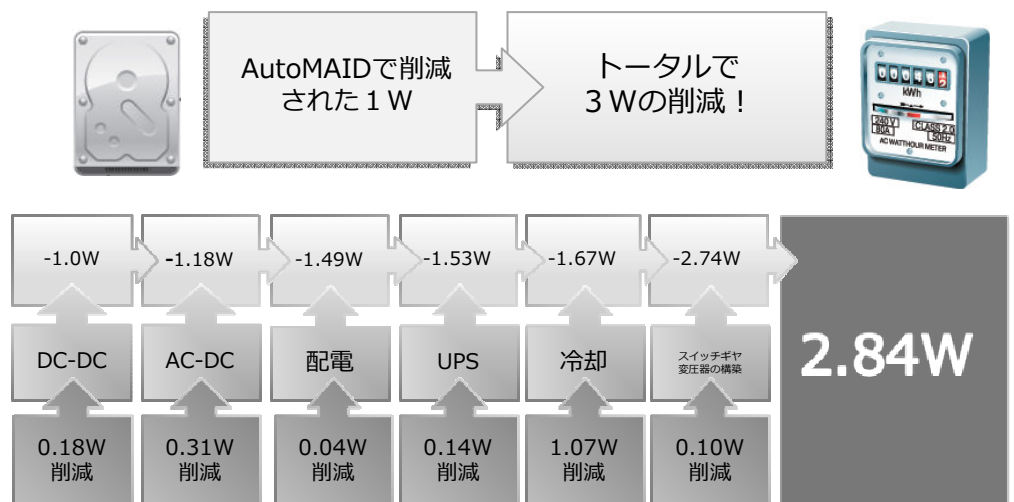 AutoMAIDで削減
された１W
トータルで
３Wの削減！
kWh
240V
80A
CLASS 2.0
50Hz
AC WATTHOUR METER
-1.0W
-1.18W
-1.49W
-1.53W
-1.67W
-2.74W
2.84W
DC-DC
AC-DC
配電
UPS
冷却
スイッチギヤ
変圧器の構築
0.18W
削減
0.31W
削減
0.04W
削減
0.14W
削減
1.07W
削減
0.10W
削減